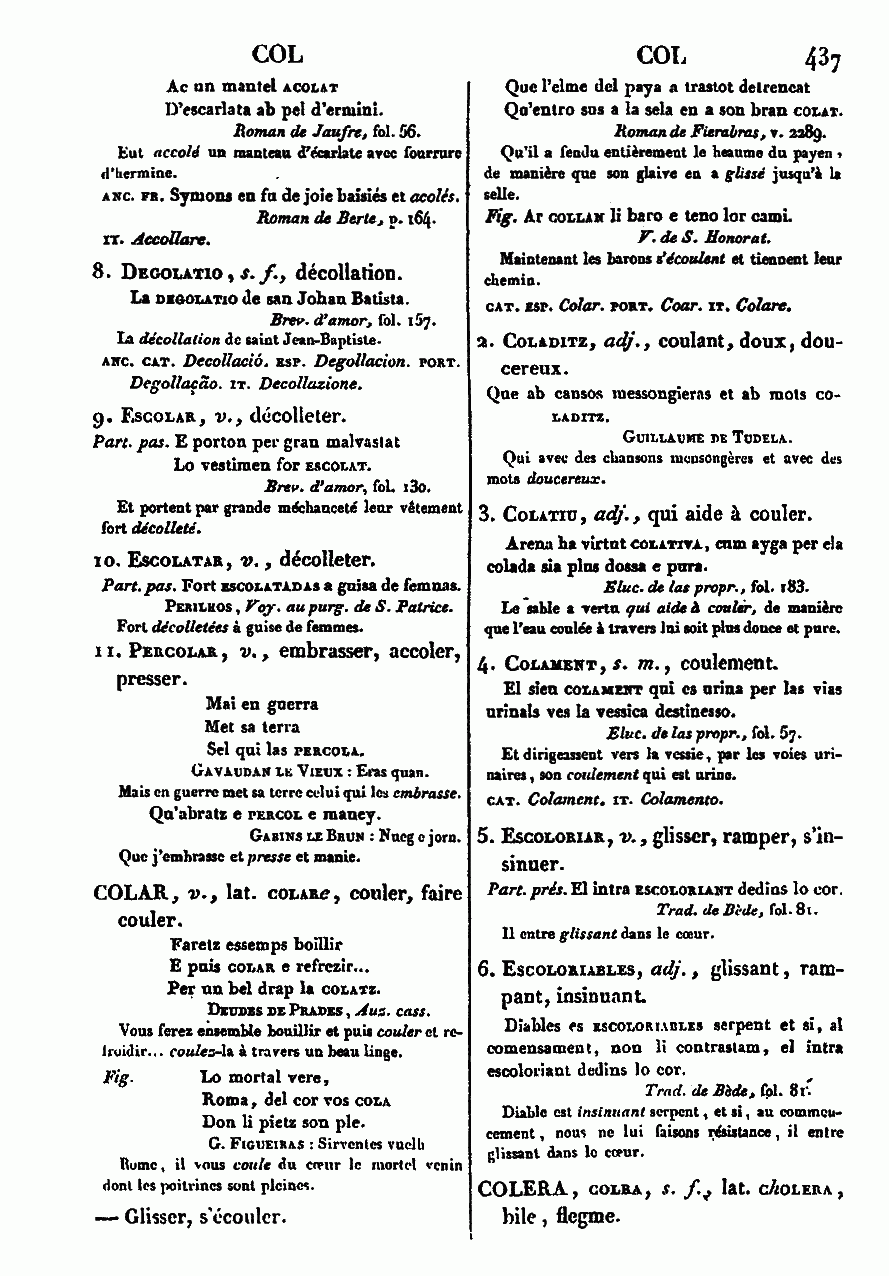 COL
Ac un mantel ACOLAT
D'escarlata ab pel d'ermini.
Roman de Jaufre, fol. 56.
Eut accolé un manteau d'écarlate avec fourrure
d'hermine.
ANC. FR. Symons en fu de joie baisiés et acolés.
Roman de Berte, p. 164.
IT. Accollare.
8. DEGOLATIO, s. f., décollation.
La DEGOLATIO de san Johan Batista.
Brev. d'amor, fol. 157.
La décollation de saint Jean-Baptiste.
ANC. CAT. Decollació. ESP. Degollacion. PORT.
Degollação. IT. Decollazione.
9. ESCOLAR, v., décolleter.
Part. pas. E porton per gran malvastat
Lo vestimen for ESCOLAT.
Brev. d'amor, fol. 130.
Et portent par grande méchanceté leur vêtement
fort décolleté.
10. ESCOLATAR, v., décolleter.
Part. pas. Fort ESCOLATADAS a guisa de femnas.
PERILHOS, Voy. au purg. de S. Patrice.
Fort décolletées à guise de femmes.
11. PERCOLAR, v., embrasser, accoler,
presser.
Mai en guerra
Met sa terra
Sel qui las PERCOLA.
GAVAUDAN LE VIEUX : Eras quan.
Mais en guerre met sa terre celui qui les embrasse.
Qu'abratz e PERCOL e maney.
GABINS LE BRUN : Nueg e jorn.
Que j'embrasse et presse et manie.
COLAR, v., lat. COLARe, couler, faire
couler.
Faretz essemps boillir
E puis COLAR e refrezir...
Per un bel drap la COLATZ.
DEUDES DE PRADES, Auz. cass.
Vous ferez ensemble bouillir et puis couler et re-
froidir... coulez-la à travers un beau linge.
Fig. Lo mortal vere,
Roma, del cor vos COLA
Don li pietz son ple.
G. FIGUEIRAS : Sirventes vuelh
Rome, il vous coule du cœur le mortel venin
dont les poitrines sont pleines.
— Glisser, s'écouler.
COL 437
Que l'elme del paya a trastot detrencat
Qu'entro sus a la sela en a son bran COLAT.
Roman de Fierabras, v. 2289.
Qu'il a fendu entièrement le heaume du payen,
de manière que son glaive en a glissé jusqu'à la
selle.
Fig. Ar COLLAN li baro e teno lor cami.
V. de S. Honorat.
Maintenant les barons s'écoulent et tiennent leur
chemin.
CAT. ESP. Colar. PORT. Coar. IT. Colare.
2. COLADITZ, adj., coulant, doux, dou-
cereux.
Que ab cansos messongieras et ab mots co-
LADITZ.
GUILLAUME DE TUDELA.
Qui avec des chansons mensongères et avec des
mots doucereux.
3. COLATIU, adj., qui aide à couler.
Arena ha virtut COLATIVA, cum ayga per ela
colada sia plus dossa e pura.
Eluc. de las propr., fol. 183.
Le sable a vertu qui aide à couler, de manière
que l'eau coulée à travers lui soit plus douce et pure.
4. COLAMENT, s. m., coulement.
El sieu COLAMENT qui es urina per las vias
urinals ves la vessica destinesso.
Eluc. de las propr., fol. 57.
Et dirigeassent vers la vessie, par les voies uri-
naires, son coulement qui est urine.
CAT. Colament. IT. Colamento.
5. ESCOLORIAR, v., glisser, ramper, s'in-
sinuer.
Part. prés. El intra ESCOLORIANT dedins lo cor.
Trad. de Bède, fol. 81.
Il entre glissant dans le cœur.
6. ESCOLORIABLES, adj., glissant, ram-
pant, insinuant.
Diables es ESCOLORIABLES serpent et si, al
comensament, non li contrastam, el intra
escoloriant dedins lo cor.
Trad. de Bède, fol. 81.
Diable est insinuant serpent, et si, au commen-
cement, nous ne lui faisons résistance, il entre
glissant dans le cœur.
COLERA, COLRA, s. f., lat. CHOLERA,
bile, flegme.